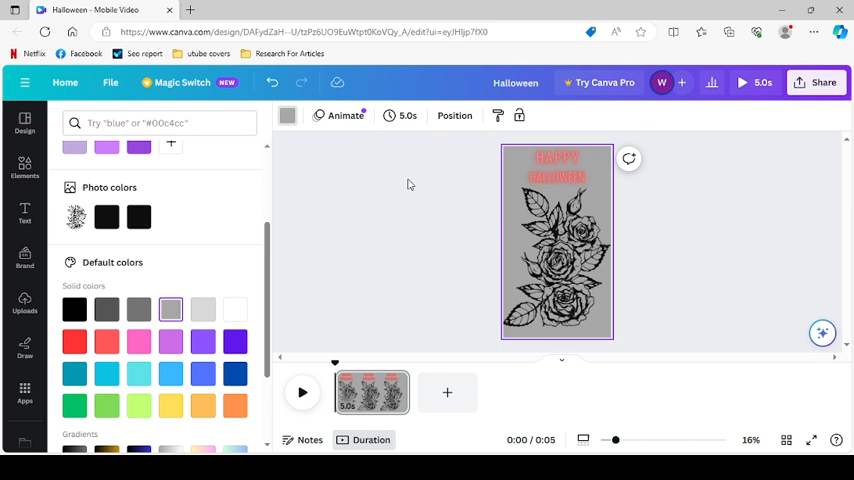 Halloween - Mobile Video
https://www.canva.com/design/DAFydZaH--U/tzPz6UO9EuWtpt0KoVQy_A/edit?ui=eyJHIjp7fX0
Netflix
Facebook
Seo report
utube covers
Research For Articles
Home
File
Magic Switch
NEW
Halloween
Try Canva Pro
W
5.0s
Share
Design
Elements
Text
Brand
Uploads
Draw
Apps
Try "blue" or "#00c4cc"
Photo colors
Default colors
Solid colors
Gradients
Animate
5.0s
Position
HAPPY
HALLOWEEN
5.0s
Notes
Duration
0:00 / 0:05
16%